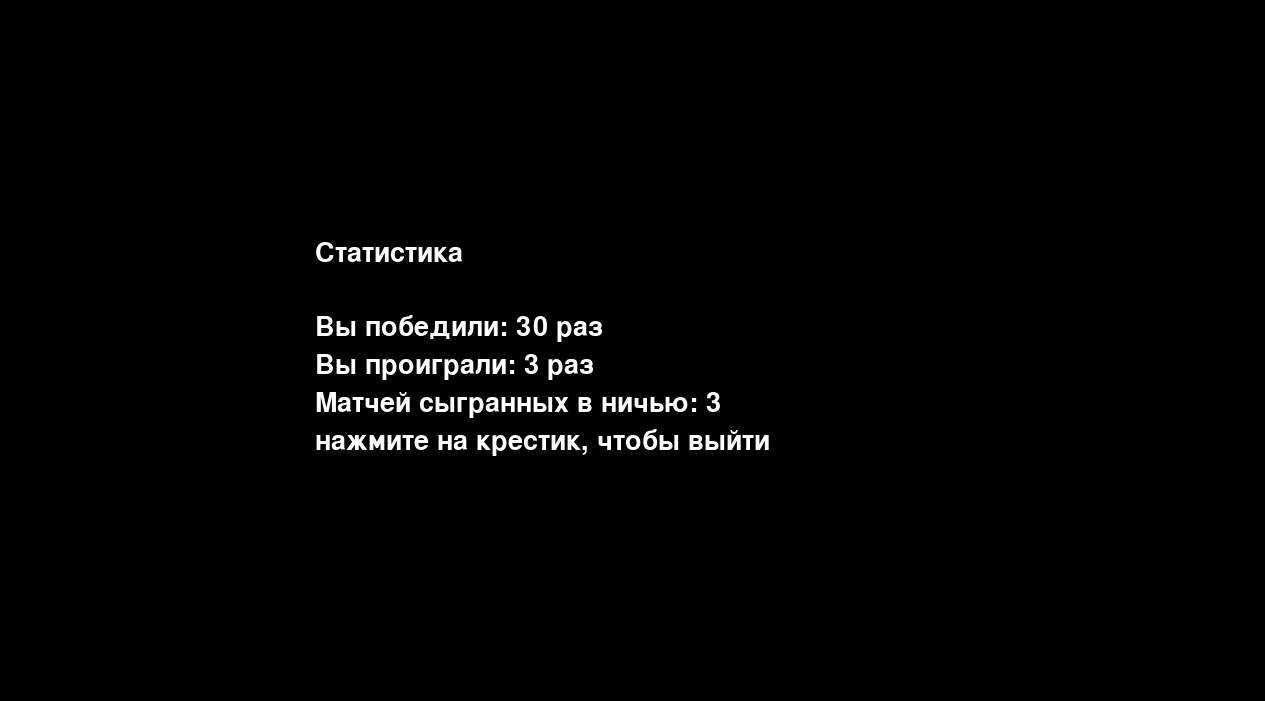 Статистика
Вы победили: 30 раз
Вы проиграли: 3 раз
Матчей сыгранных в ничью: 3
нажмите на крестик, чтобы выйти